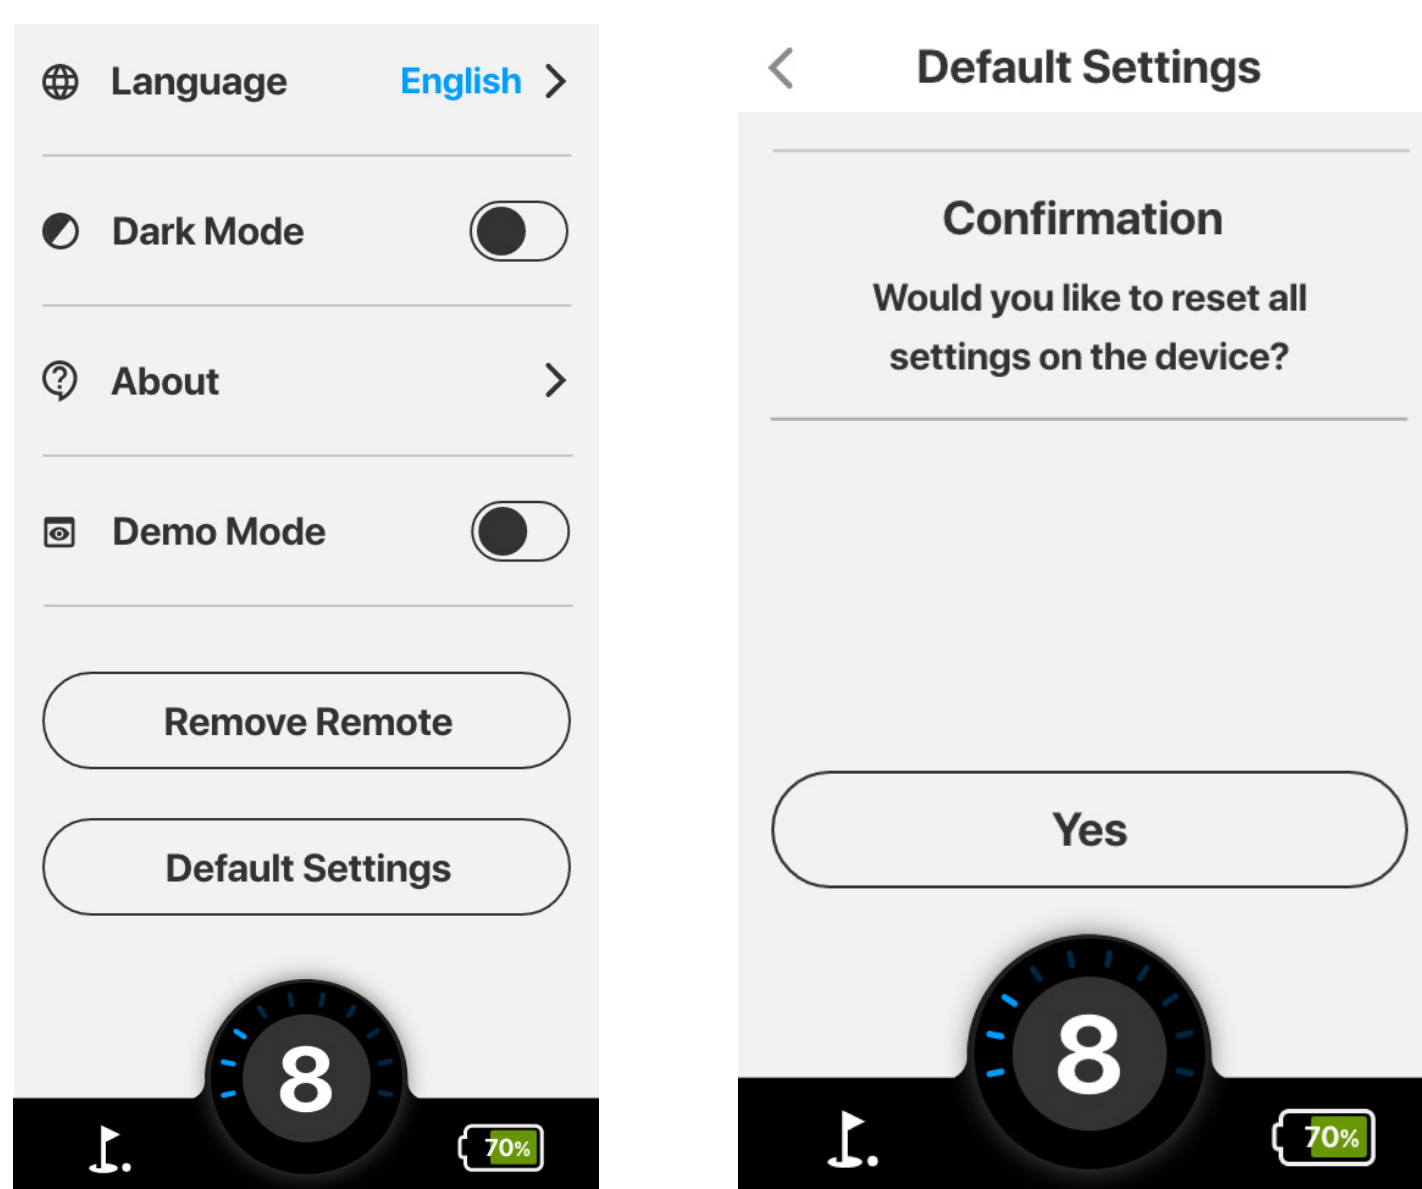 Language English
Dark Mode
About
Demo Mode
Remove Remote
Default Settings
8
70%
Default Settings
Confirmation
Would you like to reset all
settings on the device?
Yes
8
70%